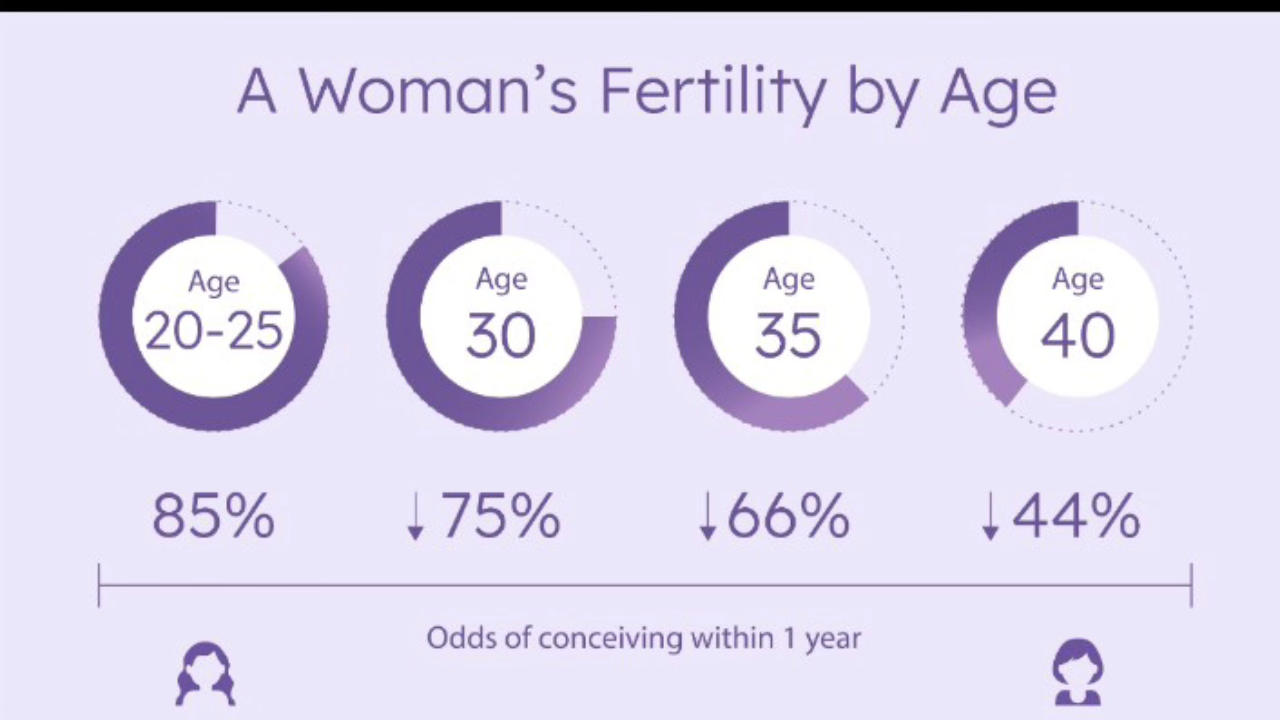 A Woman’s Fertility by Age
Age
20-25
Age
30
Age
35
Age
40
85%
↓ 75%
↓ 66%
↓ 44%
Odds of conceiving within 1 year